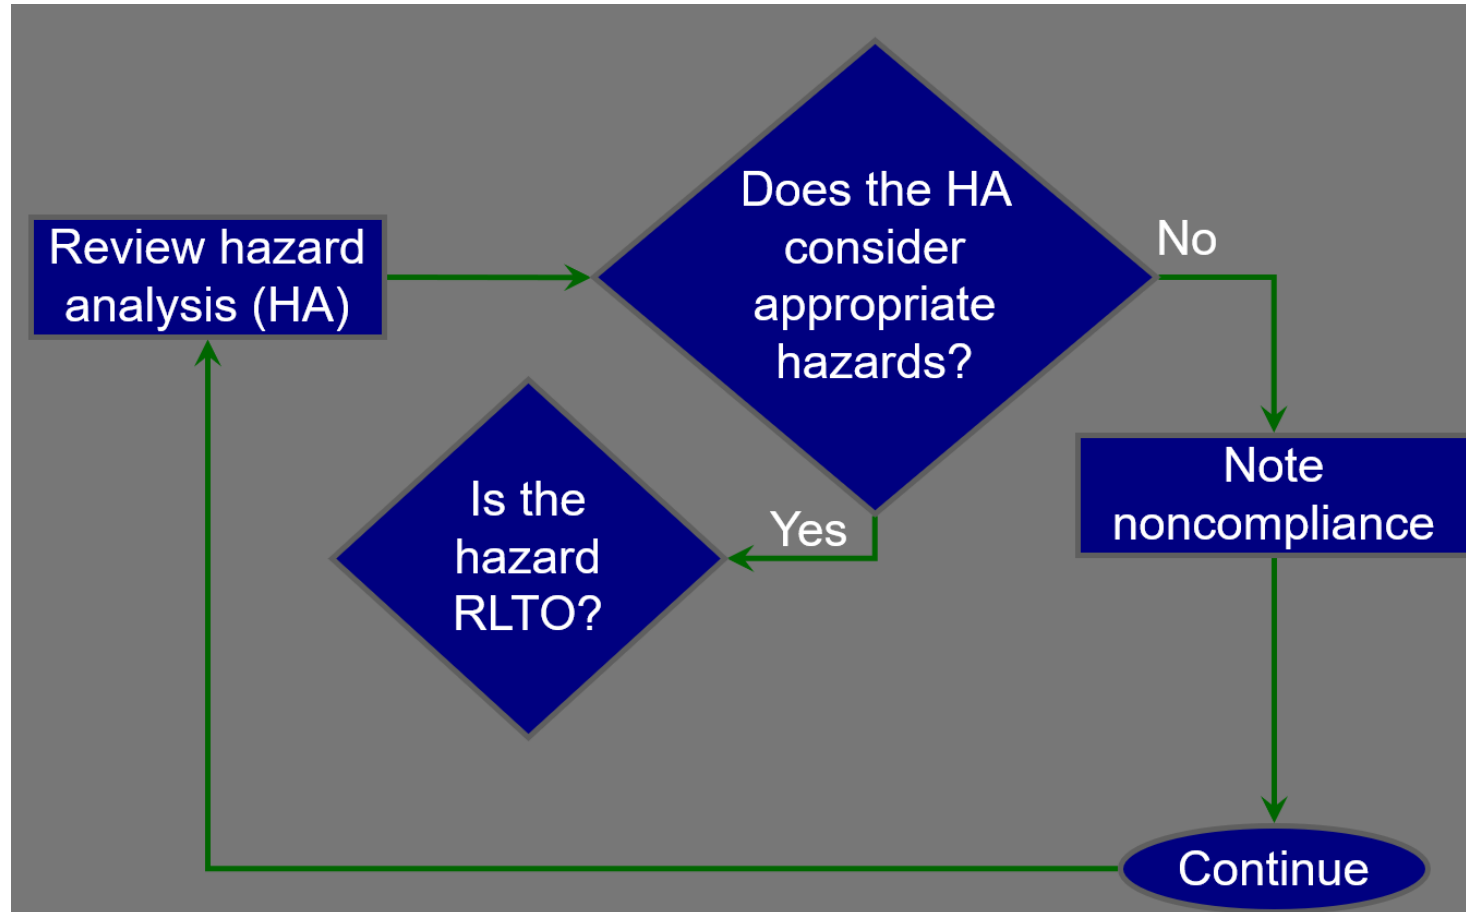 Review hazard
analysis (HA)
Does the HA
consider
appropriate
hazards?
No
Yes
Is the
hazard
RLTO?
Note
noncompliance
Continue